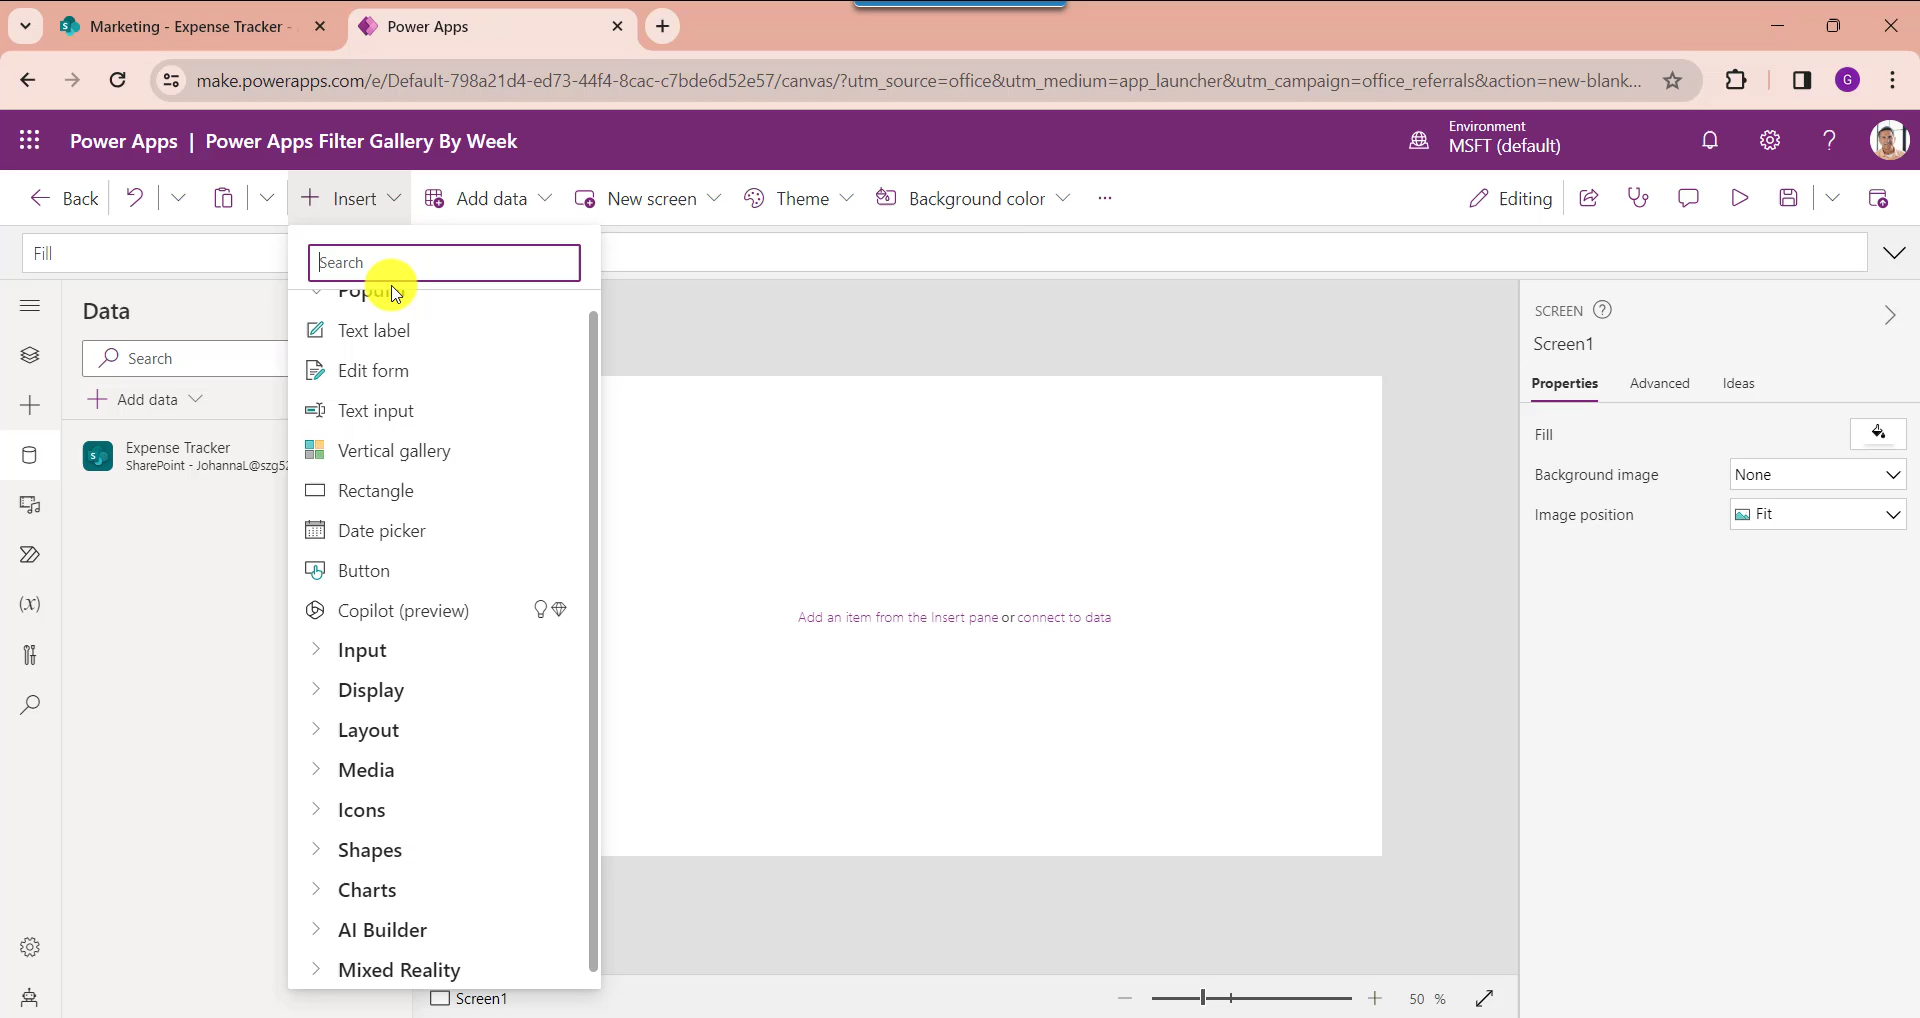 Marketing - Expense Tracker -
Power Apps
make.powerapps.com/e/Default-798a21d4-ed73-44f4-8cac-c7bde6d52e57/canvas/?utm_source=office&utm_medium=app_launcher&utm_campaign=office_referrals&action=new-blank...
G
Power Apps | Power Apps Filter Gallery By Week
Environment
MSFT (default)
Back
Insert
Add data
New screen
Theme
Background color
...
Editing
Fill
Search
Popular
Text label
Edit form
Text input
Vertical gallery
Rectangle
Date picker
Button
Copilot (preview)
Input
Display
Layout
Media
Icons
Shapes
Charts
AI Builder
Mixed Reality
Data
Search
Add data
Expense Tracker
SharePoint - JohannaL@szg52
Add an item from the Insert pane or connect to data
SCREEN
Screen1
Properties
Advanced
Ideas
Fill
Background image
None
Image position
Fit
Screen1
50 %